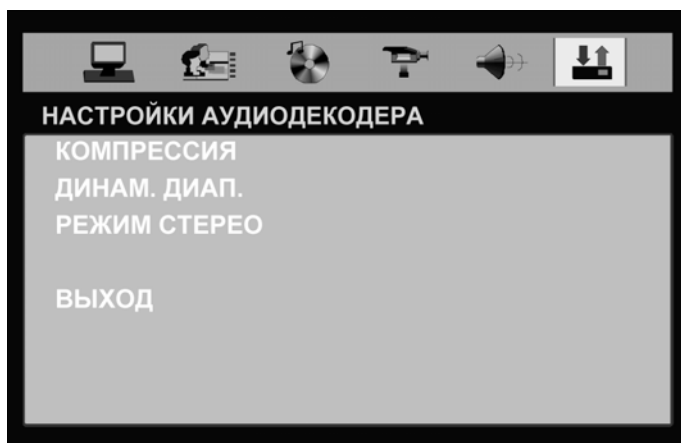 НАСТРОЙКИ АУДИОДЕКОДЕРА
КОМПРЕССИЯ
ДИНАМ. ДИАП.
РЕЖИМ СТЕРЕО
ВЫХОД